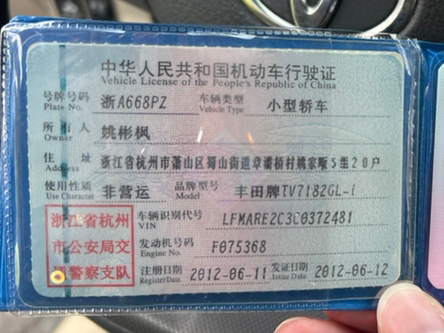 中华人民共和国机动车行驶证
Vehicle License of the People's Republic of China
号牌号码 浙A668PZ 车辆类型 小型轿车
Plate No. Vehicle Type
所有人 姚彬枫
Owner
住址 浙江省杭州市萧山区蜀山街道章潘桥村姚家畈5组20户
Address
使用性质 非营运 品牌型号 丰田牌TV7182GL-i
Use Character Model
浙江省杭州 车辆识别代号 LFMARE2C3C0372481
VIN
市公安局交 发动机号码 F075368
Engine No.
警察支队 注册日期 2012-06-11 发证日期 2012-06-12
Register Date Issue Date